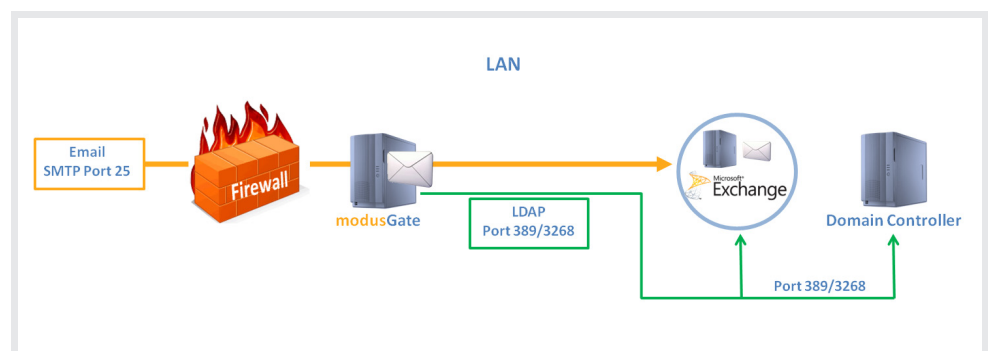 LAN
Email
SMTP Port 25
Firewall
modusGate
LDAP
Port 389/3268
Microsoft®
Exchange
Domain Controller
Port 389/3268